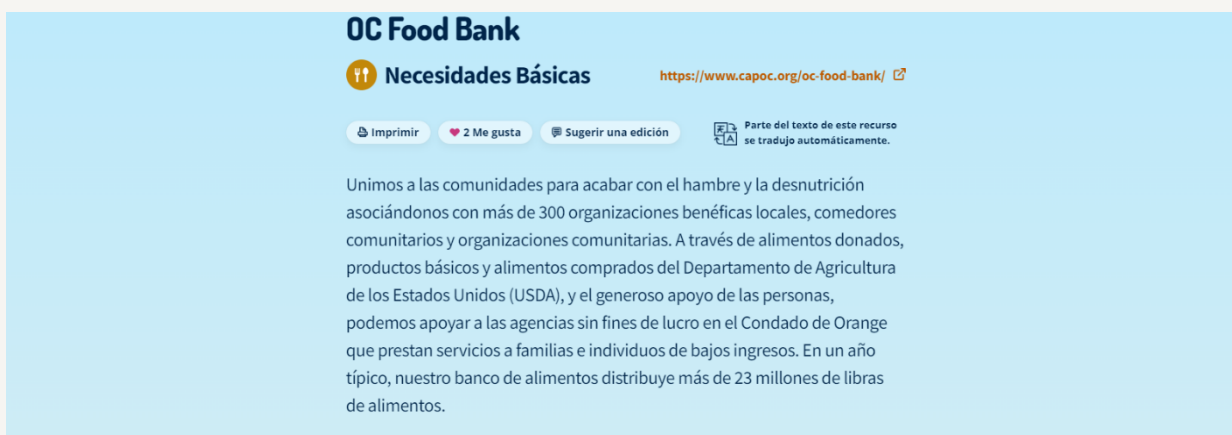 OC Food Bank
Necesidades Básicas
https://www.capoc.org/oc-food-bank/
Imprimir
2 Me gusta
Sugerir una edición
Parte del texto de este recurso
se tradujo automáticamente.
Unimos a las comunidades para acabar con el hambre y la desnutrición
asociándonos con más de 300 organizaciones benéficas locales, comedores
comunitarios y organizaciones comunitarias. A través de alimentos donados,
productos básicos y alimentos comprados del Departamento de Agricultura
de los Estados Unidos (USDA), y el generoso apoyo de las personas,
podemos apoyar a las agencias sin fines de lucro en el Condado de Orange
que prestan servicios a familias e individuos de bajos ingresos. En un año
típico, nuestro banco de alimentos distribuye más de 23 millones de libras
de alimentos.